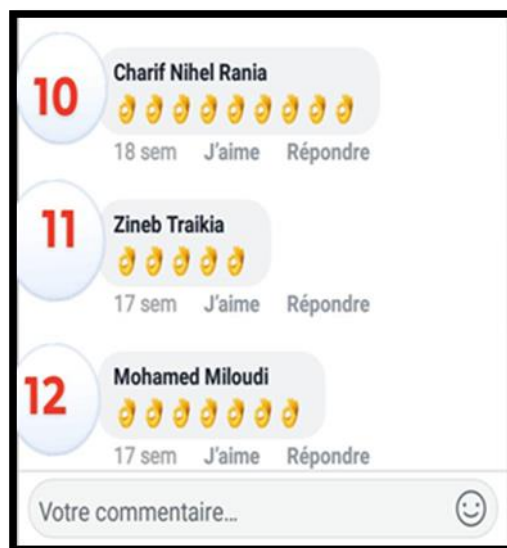 10
Charif Nihel Rania
👌👌👌👌👌👌👌👌👌
18 sem J'aime Répondre
11
Zineb Traikia
👌👌👌👌👌
17 sem J'aime Répondre
12
Mohamed Miloudi
👌👌👌👌👌👌👌
17 sem J'aime Répondre
Votre commentaire...